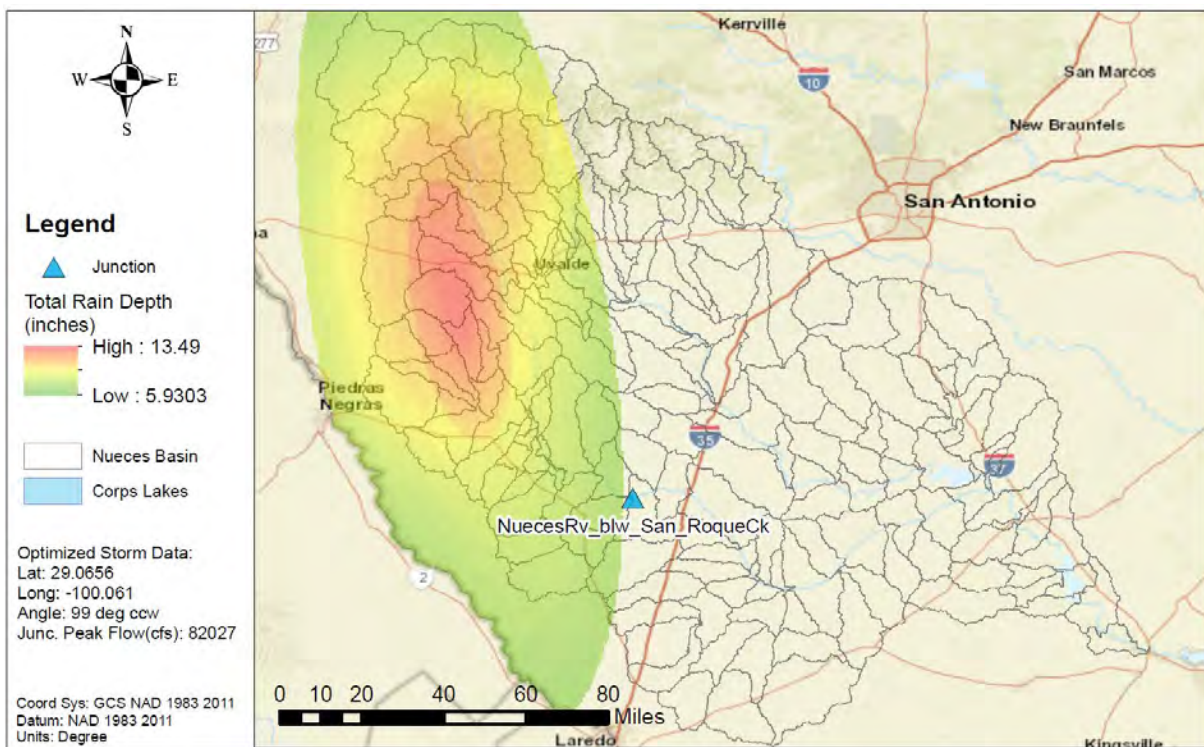 N
W E
S
Legend
Junction
Total Rain Depth
(inches)
High : 13.49
Low : 5.9303
Nueces Basin
Corps Lakes
Optimized Storm Data:
Lat: 29.0656
Long: -100.061
Angle: 99 deg ccw
Junc. Peak Flow(cfs): 82027
Coord Sys: GCS NAD 1983 2011
Datum: NAD 1983 2011
Units: Degree
277
Kerrville
10
San Marcos
New Braunfels
San Antonio
na
Uvalde
Piedras
Negras
35
37
NuecesRv_blw_San_RoqueCk
2
0 10 20 40 60 80
Miles
Laredo
Kingsville